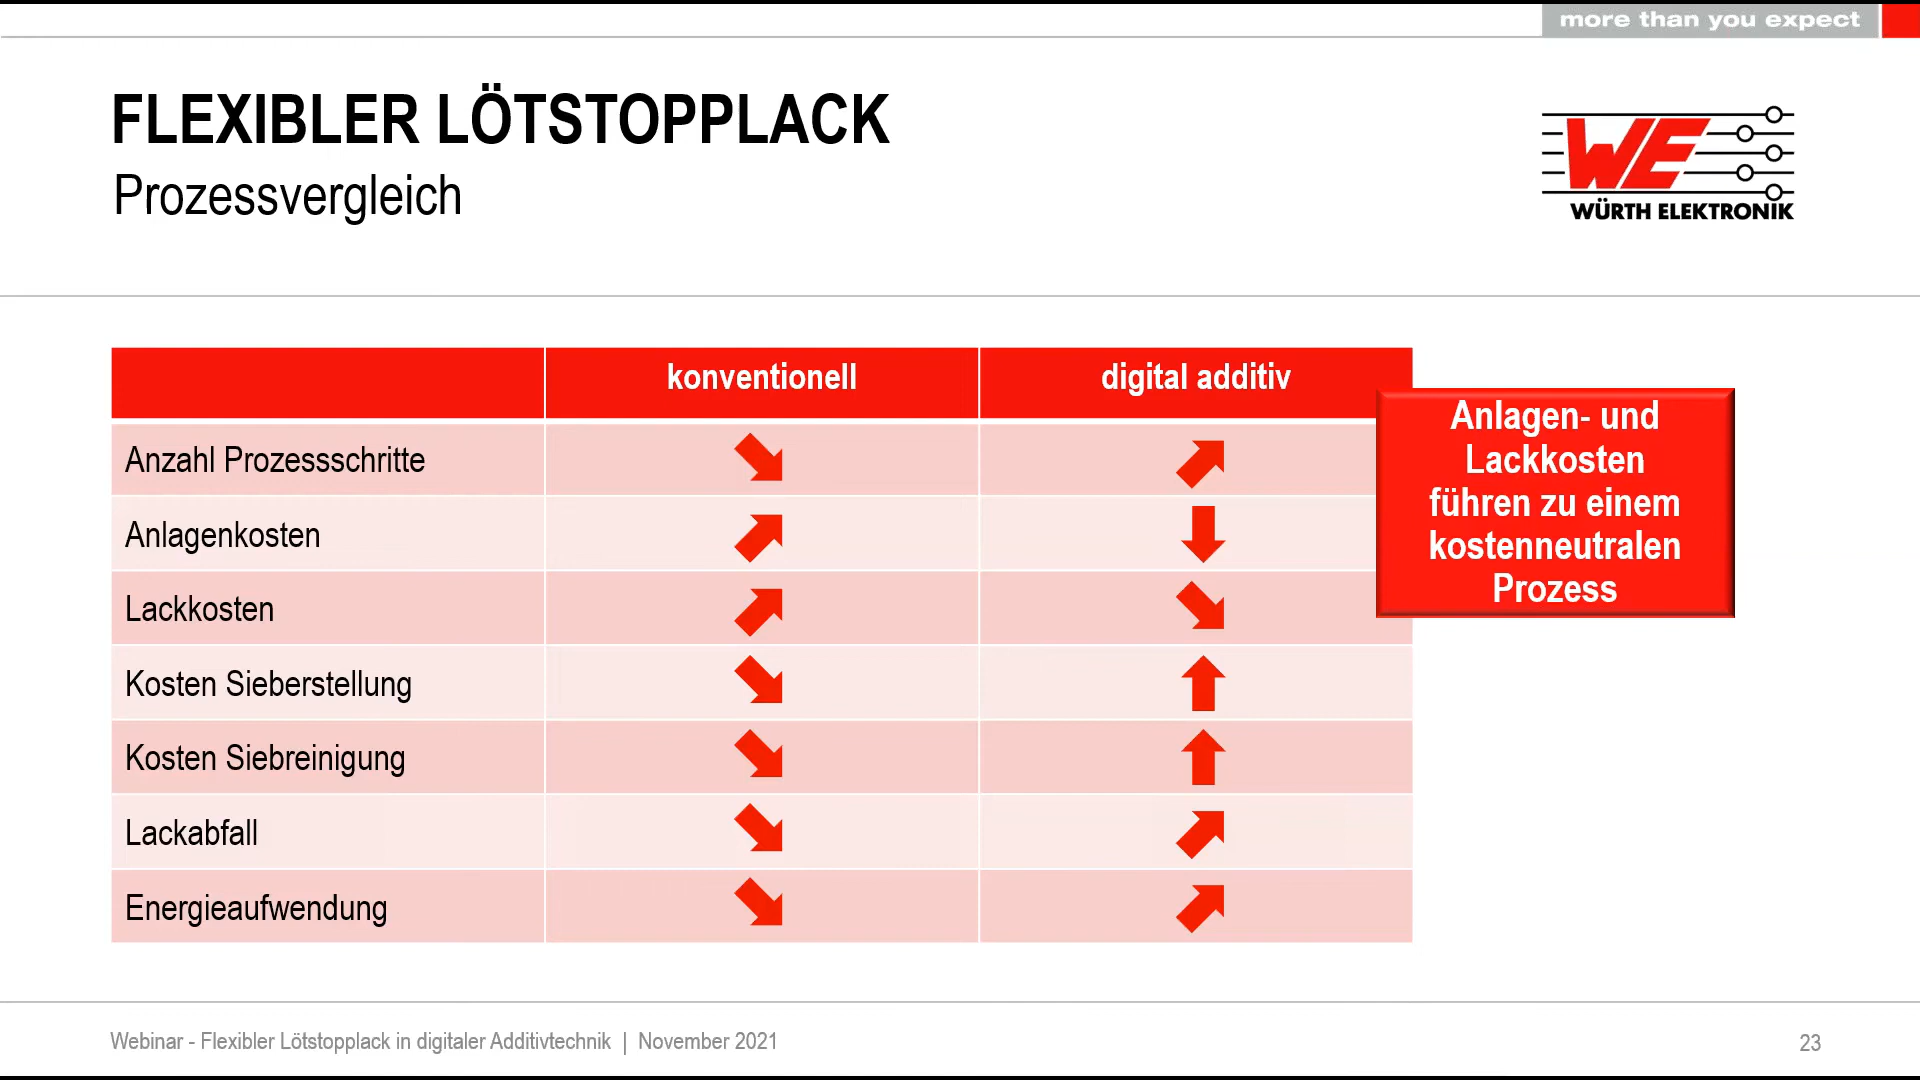 more than you expect
FLEXIBLER LÖTSTOPPLACK
Prozessvergleich
WE
WÜRTH ELEKTRONIK
konventionell
digital additiv
Anzahl Prozessschritte
Anlagenkosten
Lackkosten
Kosten Sieberstellung
Kosten Siebreinigung
Lackabfall
Energieaufwendung
Anlagen- und
Lackkosten
führen zu einem
kostenneutralen
Prozess
Webinar - Flexibler Lötstopplack in digitaler Additivtechnik | November 2021
23